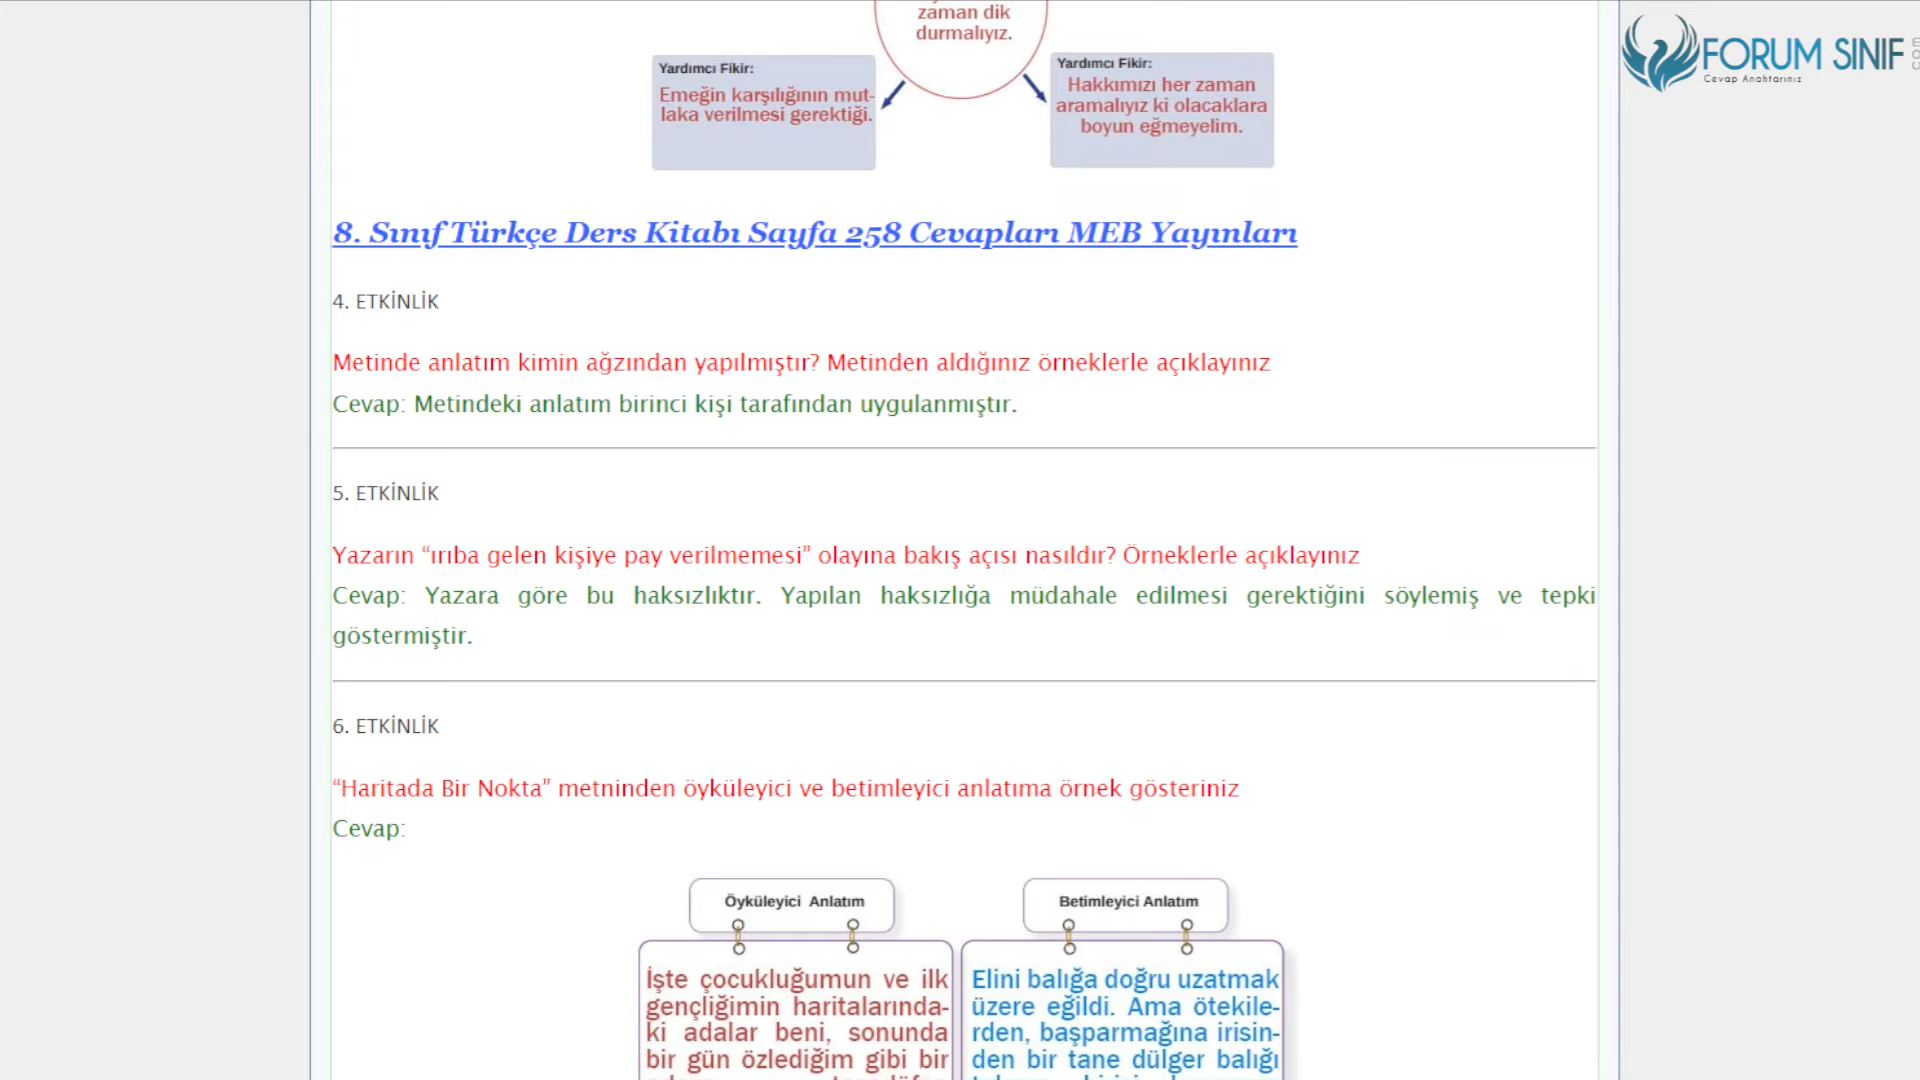 zaman dik
durmalıyız.
FORUM SINIF
Cevap Anahtarınız
Yardımcı Fikir:
Emeğin karşılığının mut-
laka verilmesi gerektiği.
Yardımcı Fikir:
Hakkımızı her zaman
aramalıyız ki olacaklara
boyun eğmeyelim.
8. Sınıf Türkçe Ders Kitabı Sayfa 258 Cevapları MEB Yayınları
4. ETKİNLİK
Metinde anlatım kimin ağzından yapılmıştır? Metinden aldığınız örneklerle açıklayınız
Cevap: Metindeki anlatım birinci kişi tarafından uygulanmıştır.
5. ETKİNLİK
Yazarın “ırıba gelen kişiye pay verilmemesi” olayına bakış açısı nasıldır? Örneklerle açıklayınız
Cevap: Yazara göre bu haksızlıktır. Yapılan haksızlığa müdahale edilmesi gerektiğini söylemiş ve tepki
göstermiştir.
6. ETKİNLİK
“Haritada Bir Nokta” metninden öyküleyici ve betimleyici anlatıma örnek gösteriniz
Cevap:
Öyküleyici Anlatım
İşte çocukluğumun ve ilk
gençliğimin haritalarında-
ki adalar beni, sonunda
bir gün özlediğim gibi bir
Betimleyici Anlatım
Elini balığa doğru uzatmak
üzere eğildi. Ama ötekile-
rden, başparmağına irisin-
den bir tane dülger balığı